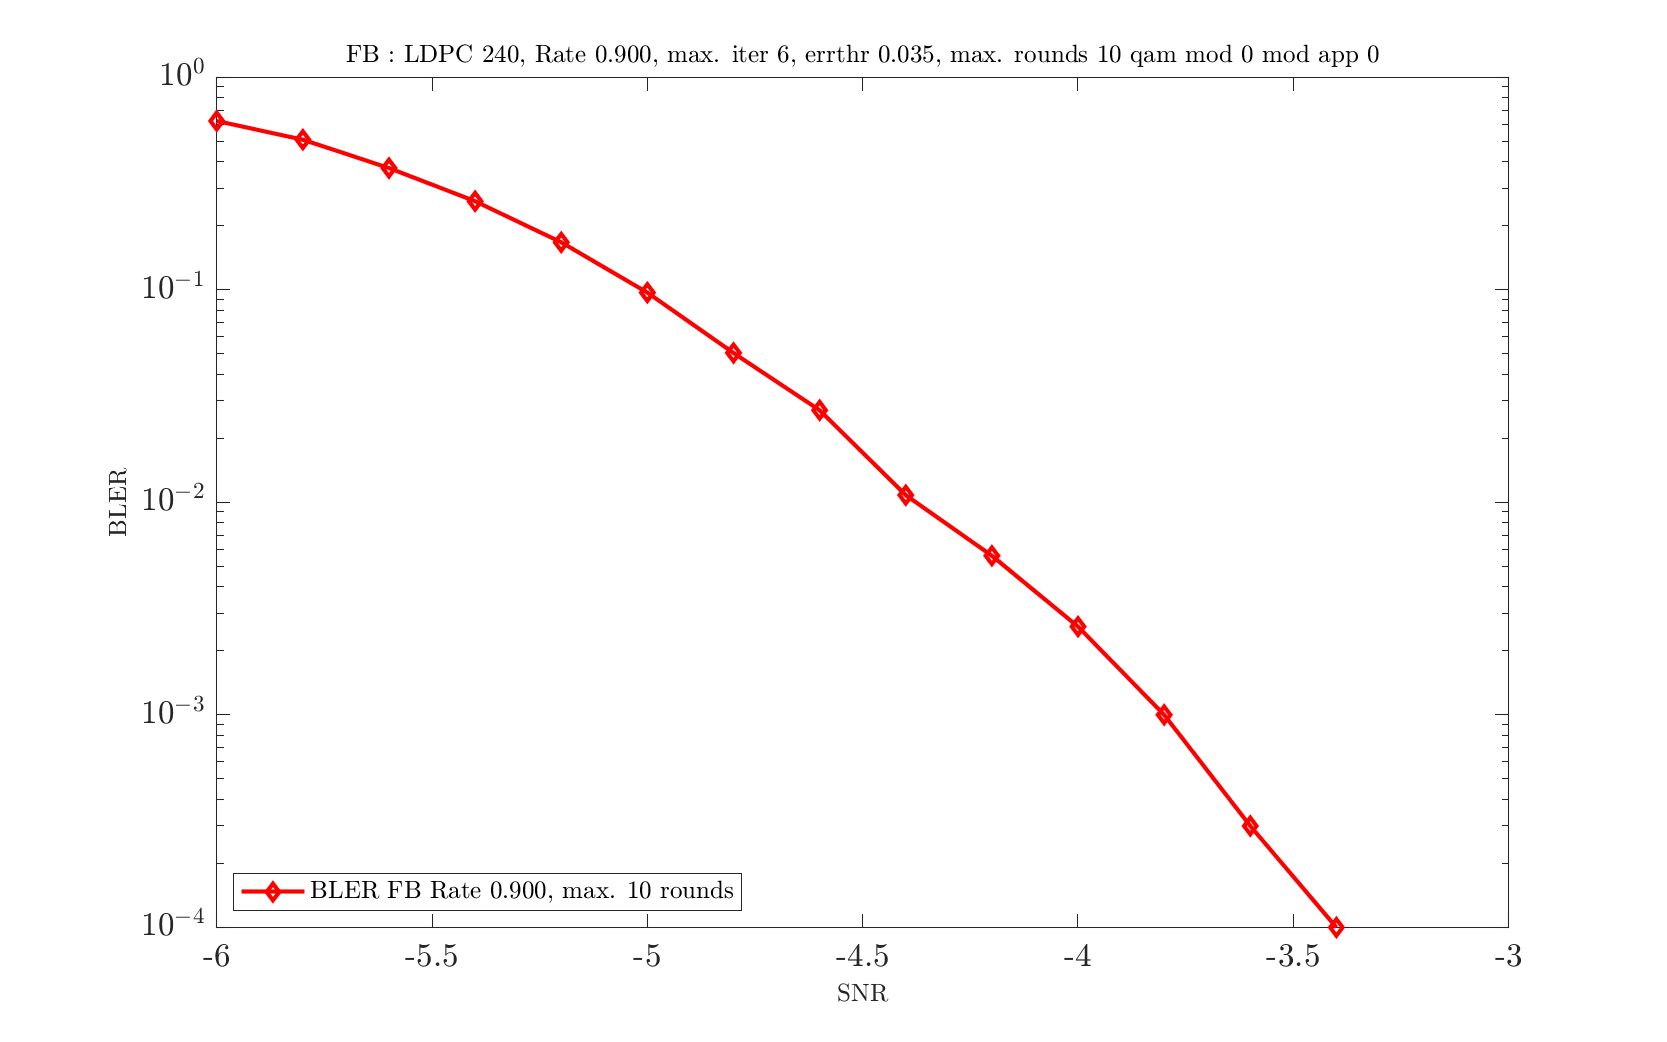 FB : LDPC 240, Rate 0.900, max. iter 6, errthr 0.035, max. rounds 10 qam mod 0 mod app 0
10^0
10^{-1}
10^{-2}
10^{-3}
10^{-4}
BLER
BLER FB Rate 0.900, max. 10 rounds
-6 -5.5 -5 -4.5 -4 -3.5 -3
SNR